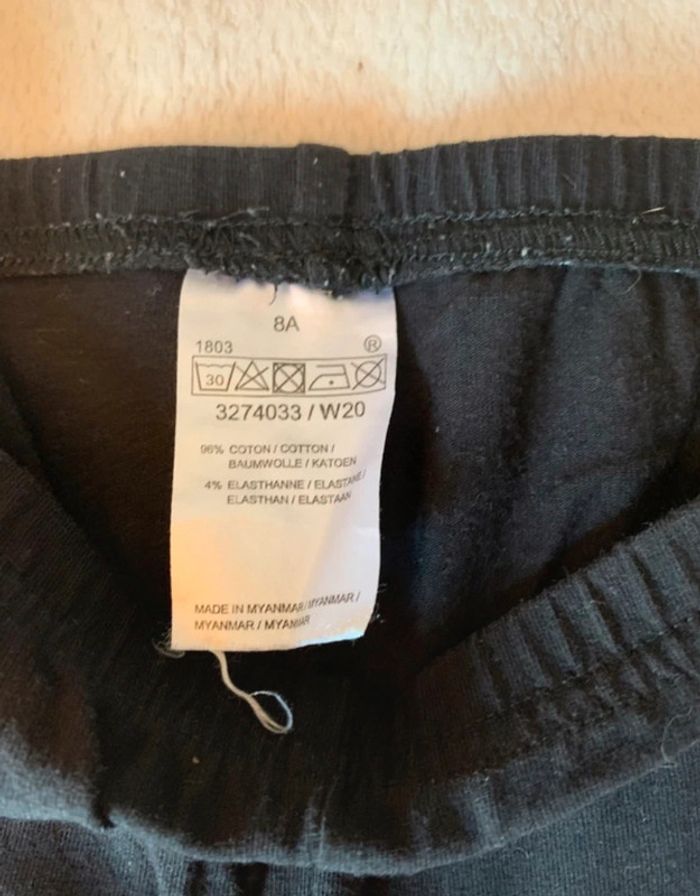 8A
1803 ®
30
3274033 / W20
96% COTON / COTTON /
BAUMWOLLE / KATOEN
4% ELASTHANNE / ELASTANE /
ELASTHAN / ELASTAAN
MADE IN MYANMAR / MYANMAR /
MYANMAR / MYANMAR